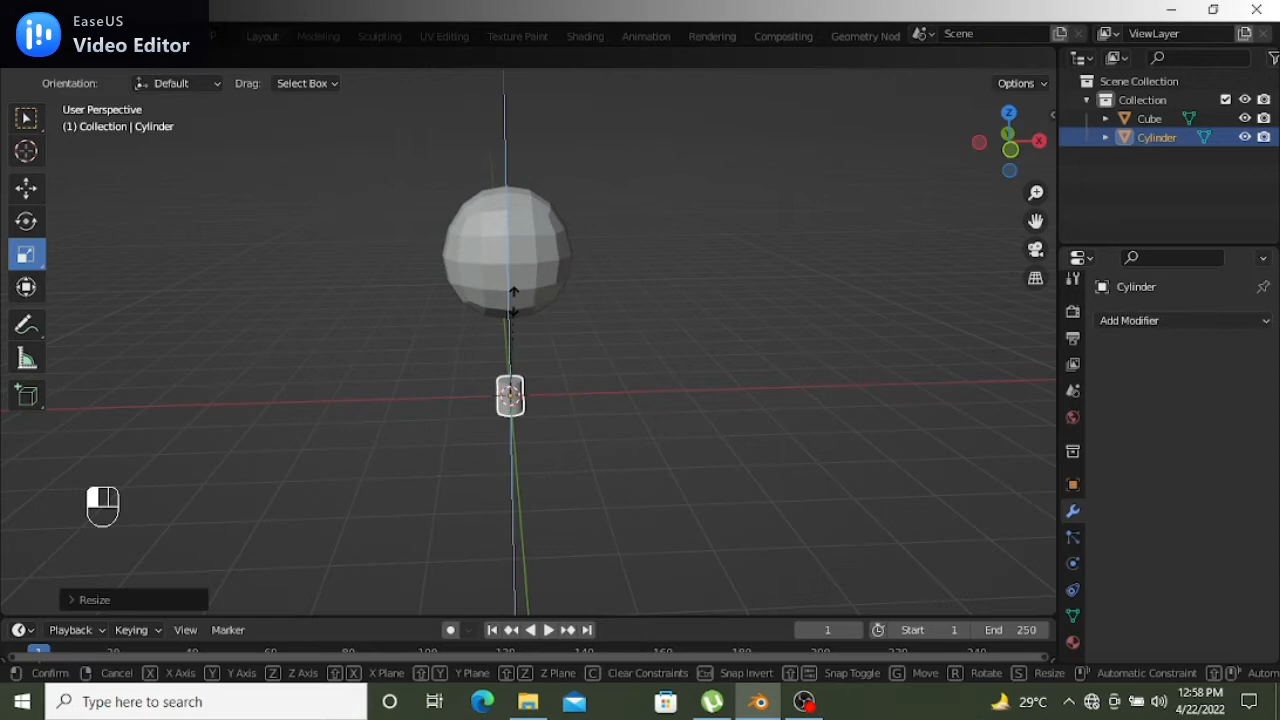 EaseUS
Video Editor
Layout Modeling Sculpting UV Editing Texture Paint Shading Animation Rendering Compositing Geometry Nod Scene ViewLayer
Orientation: Default Drag: Select Box Options
Scene Collection
User Perspective
Collection
(1) Collection | Cylinder
Cube
Cylinder
Z
Y
X
Cylinder
Add Modifier
Resize
Playback Keying View Marker 1 Start 1 End 250
Confirm Cancel X X Axis Y Y Axis Z Z Axis X X Plane Y Y Plane Z Z Plane C Clear Constraints Ctrl Snap Invert Snap Toggle G Move R Rotate S Resize Automatic Constraint Autom
Type here to search 29°C 12:58 PM
4/22/2022